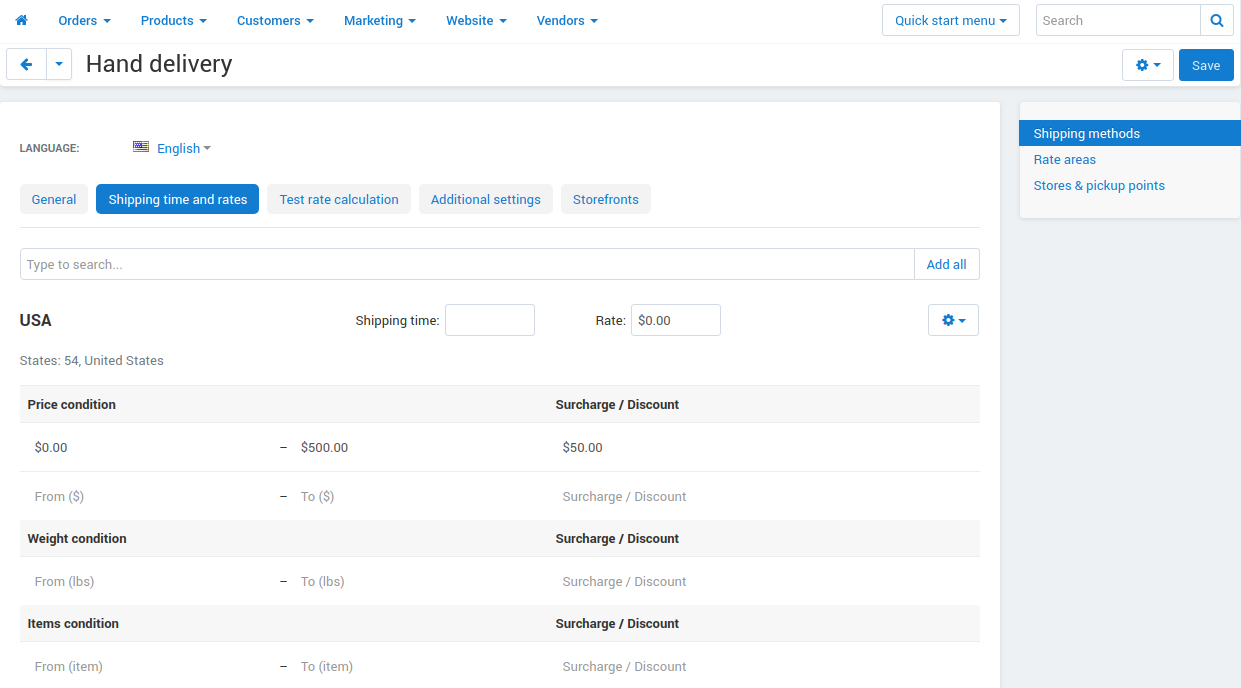 Orders Products Customers Marketing Website Vendors Quick start menu Search
Hand delivery Save
LANGUAGE: English
General Shipping time and rates Test rate calculation Additional settings Storefronts
Type to search... Add all
USA Shipping time: Rate: $0.00
States: 54, United States
Price condition Surcharge / Discount
$0.00 – $500.00 $50.00
From ($) – To ($) Surcharge / Discount
Weight condition Surcharge / Discount
From (lbs) – To (lbs) Surcharge / Discount
Items condition Surcharge / Discount
From (item) – To (item) Surcharge / Discount
Shipping methods
Rate areas
Stores & pickup points